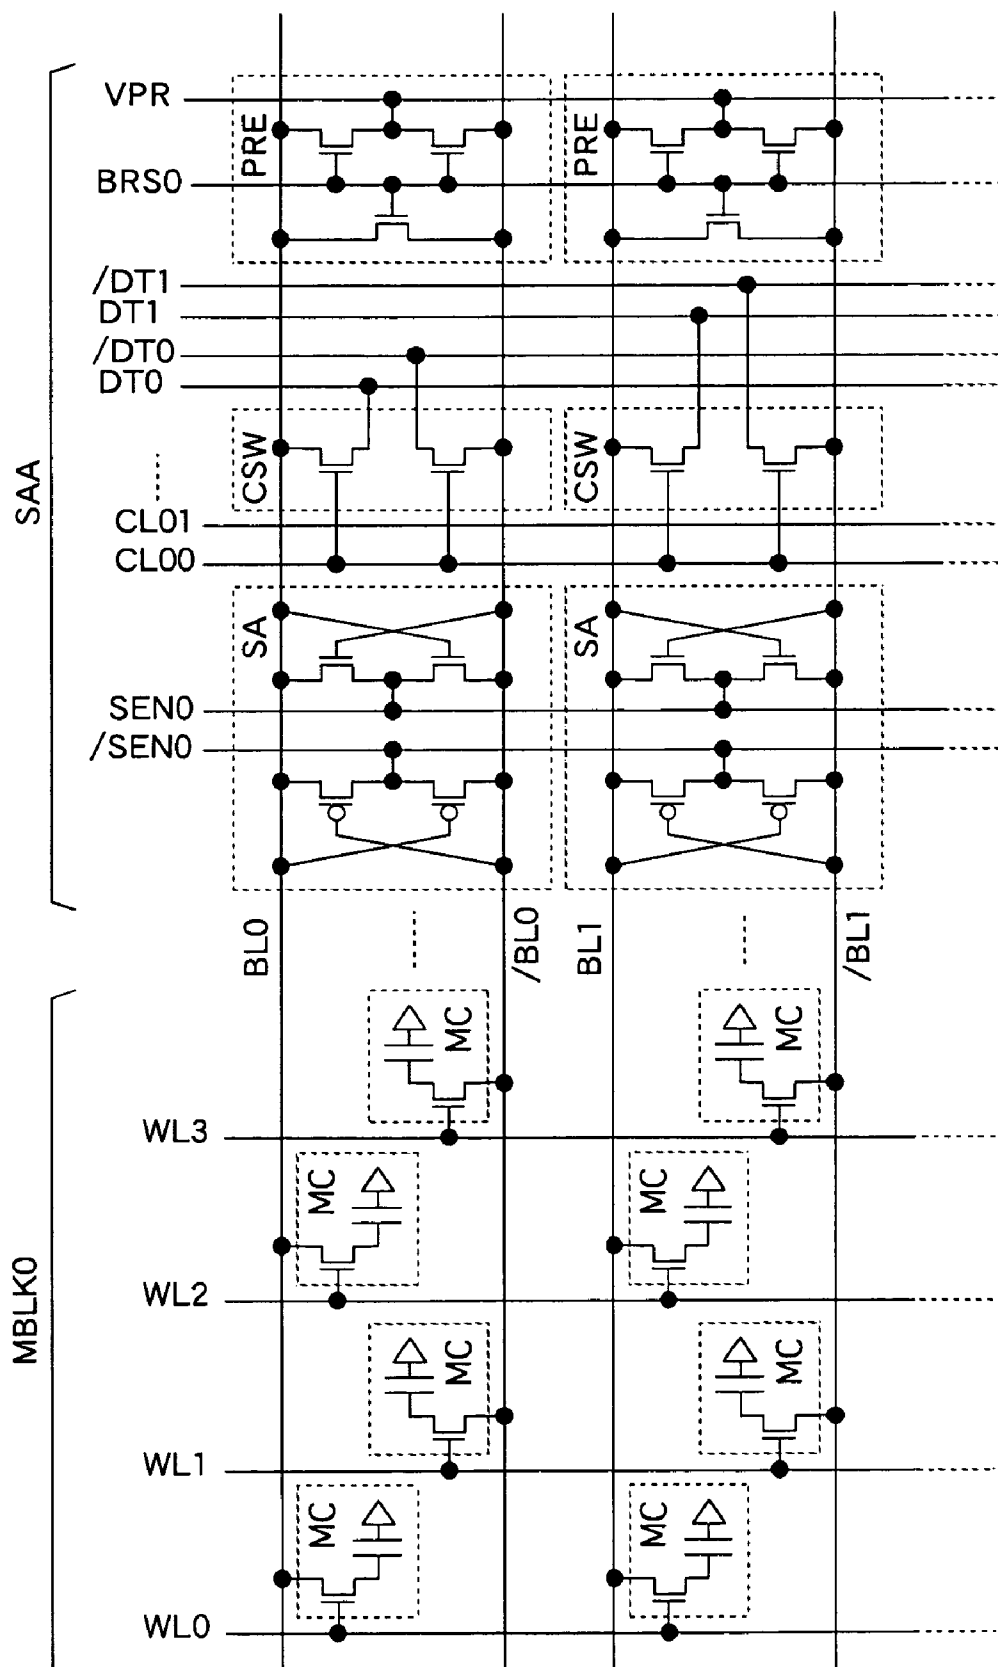 VPR
PRE
PRE
BRS0
/DT1
DT1
/DT0
DT0
SAA
CSW
CSW
CL01
CL00
SA
SA
SEN0
/SEN0
BL0
/BL0
BL1
/BL1
MC
MC
WL3
MC
MC
WL2
MBLK0
MC
MC
WL1
MC
MC
WL0